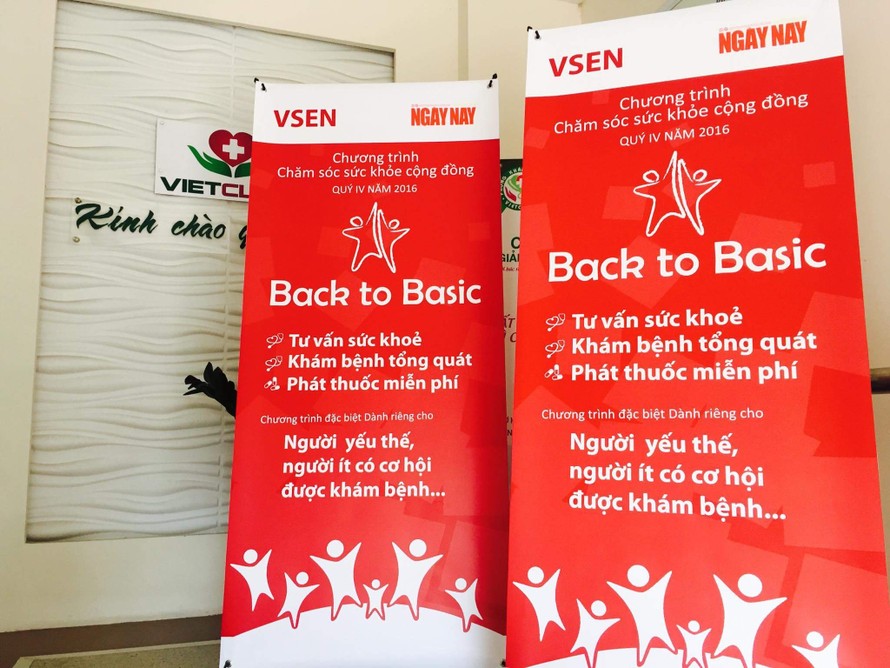 VIETCL
Kính chào q
VSEN
NGAY NAY
Chương trình
Chăm sóc sức khỏe cộng đồng
QUÝ IV NĂM 2016
Back to Basic
Tư vấn sức khoẻ
Khám bệnh tổng quát
Phát thuốc miễn phí
Chương trình đặc biệt Dành riêng cho
Người yếu thế,
người ít có cơ hội
được khám bệnh...
VSEN
NGAY NAY
Chương trình
Chăm sóc sức khỏe cộng đồng
QUÝ IV NĂM 2016
Back to Basic
Tư vấn sức khoẻ
Khám bệnh tổng quát
Phát thuốc miễn phí
Chương trình đặc biệt Dành riêng cho
Người yếu thế,
người ít có cơ hội
được khám bệnh...